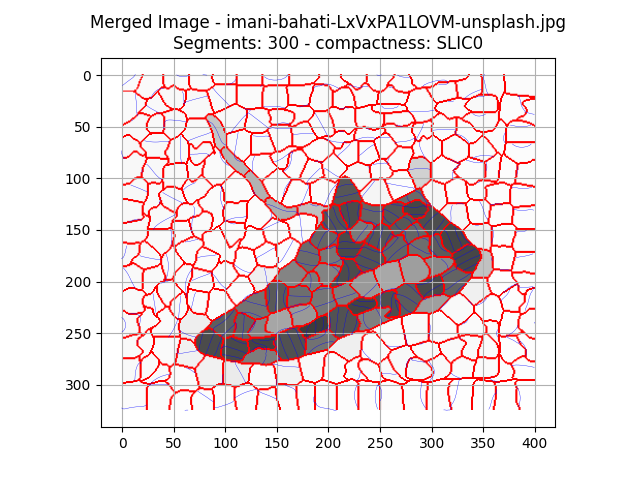 Merged Image - imani-bahati-LxVxPA1LOVM-unsplash.jpg
Segments: 300 - compactness: SLIC0
0
50
100
150
200
250
300
0 50 100 150 200 250 300 350 400